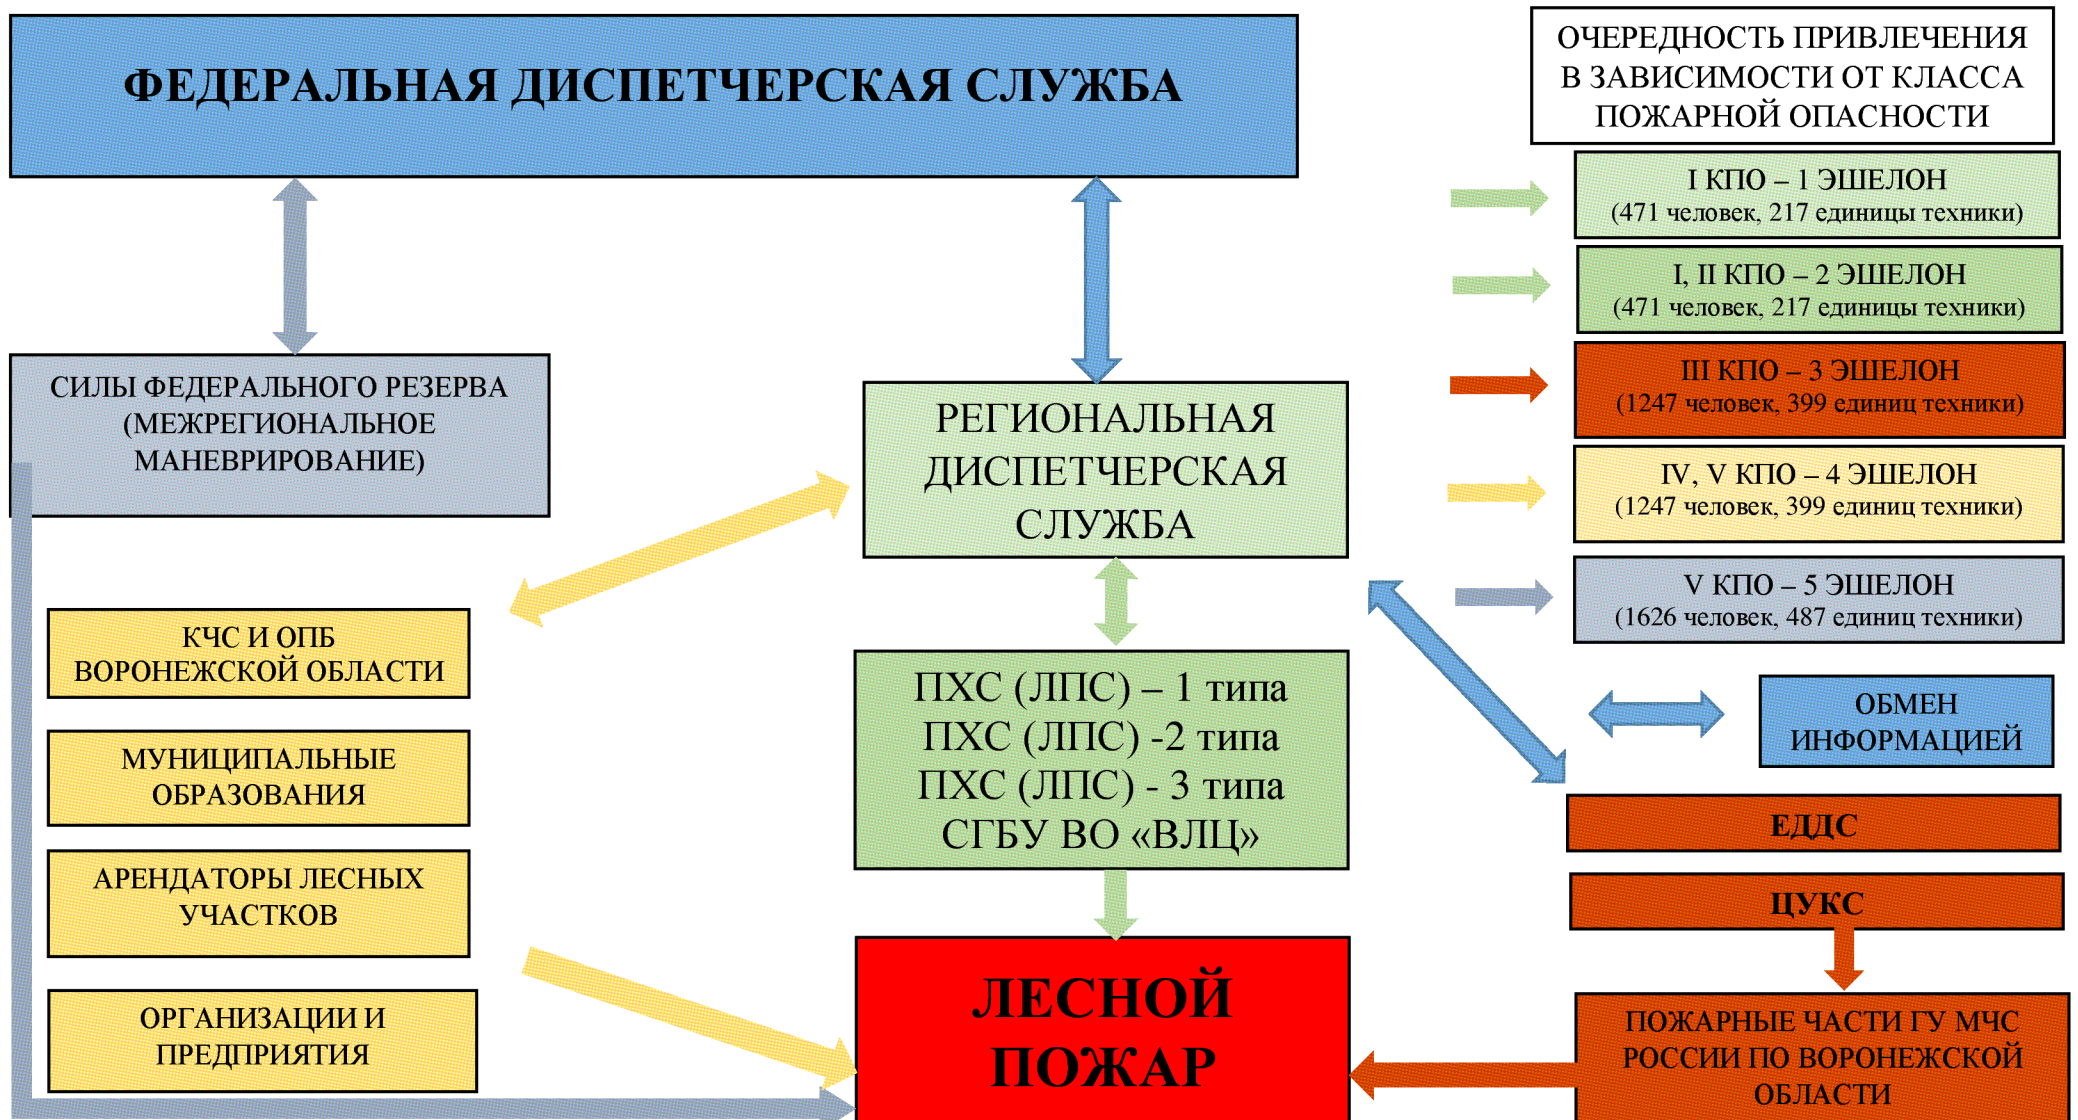 ФЕДЕРАЛЬНАЯ ДИСПЕТЧЕРСКАЯ СЛУЖБА
ОЧЕРЕДНОСТЬ ПРИВЛЕЧЕНИЯ
В ЗАВИСИМОСТИ ОТ КЛАССА
ПОЖАРНОЙ ОПАСНОСТИ
I КПО – 1 ЭШЕЛОН
(471 человек, 217 единицы техники)
I, II КПО – 2 ЭШЕЛОН
(471 человек, 217 единицы техники)
III КПО – 3 ЭШЕЛОН
(1247 человек, 399 единиц техники)
IV, V КПО – 4 ЭШЕЛОН
(1247 человек, 399 единиц техники)
V КПО – 5 ЭШЕЛОН
(1626 человек, 487 единиц техники)
ОБМЕН
ИНФОРМАЦИЕЙ
СИЛЫ ФЕДЕРАЛЬНОГО РЕЗЕРВА
(МЕЖРЕГИОНАЛЬНОЕ
МАНЕВРИРОВАНИЕ)
РЕГИОНАЛЬНАЯ
ДИСПЕТЧЕРСКАЯ
СЛУЖБА
КЧС И ОПБ
ВОРОНЕЖСКОЙ ОБЛАСТИ
МУНИЦИПАЛЬНЫЕ
ОБРАЗОВАНИЯ
АРЕНДАТОРЫ ЛЕСНЫХ
УЧАСТКОВ
ОРГАНИЗАЦИИ И
ПРЕДПРИЯТИЯ
ПХС (ЛПС) – 1 типа
ПХС (ЛПС) -2 типа
ПХС (ЛПС) - 3 типа
СГБУ ВО «ВЛЦ»
ЕДДС
ЦУКС
ЛЕСНОЙ
ПОЖАР
ПОЖАРНЫЕ ЧАСТИ ГУ МЧС
РОССИИ ПО ВОРОНЕЖСКОЙ
ОБЛАСТИ